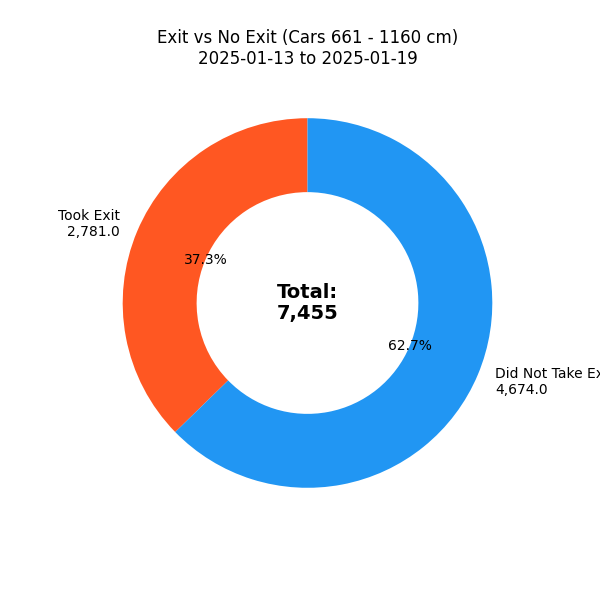 Exit vs No Exit (Cars 661 - 1160 cm)
2025-01-13 to 2025-01-19
Took Exit
2,781.0
37.3%
Total:
7,455
62.7%
Did Not Take Ex
4,674.0